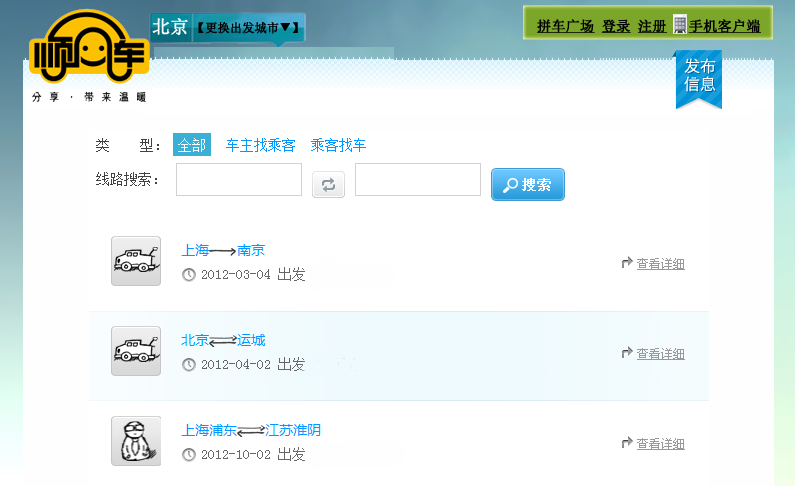 顺风车
分享·带来温暖
北京【更换出发城市▼】
拼车广场 登录 注册 手机客户端
发布
信息
类 型： 全部 车主找乘客 乘客找车
线路搜索： 搜索
上海 南京
2012-03-04 出发
查看详细
北京 运城
2012-04-02 出发
查看详细
上海浦东 江苏淮阴
2012-10-02 出发
查看详细